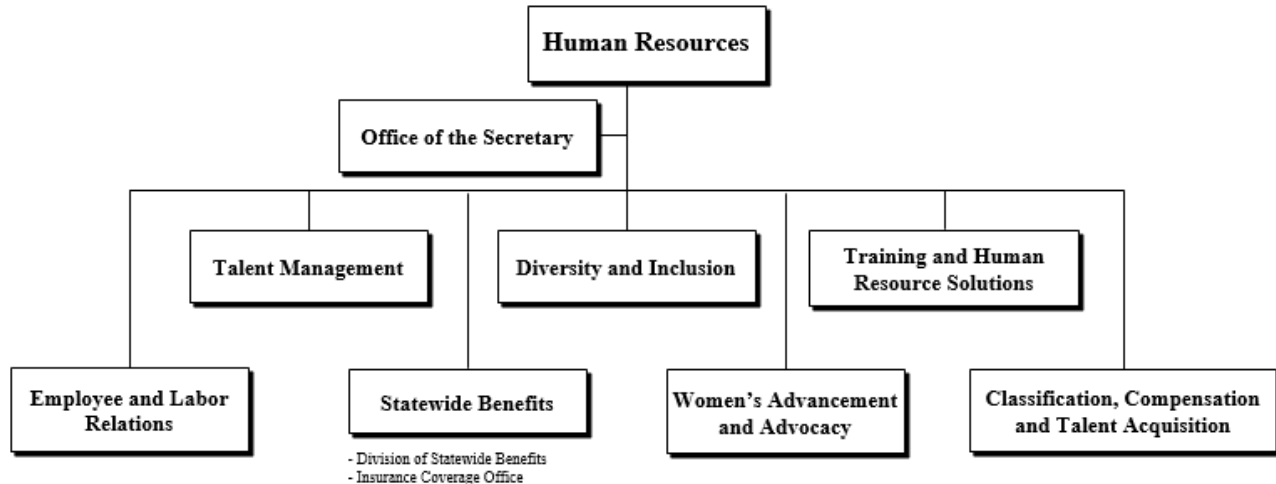 Human Resources
Office of the Secretary
Talent Management
Diversity and Inclusion
Training and Human
Resource Solutions
Employee and Labor
Relations
Statewide Benefits
Women’s Advancement
and Advocacy
Classification, Compensation
and Talent Acquisition
- Division of Statewide Benefits
- Insurance Coverage Office